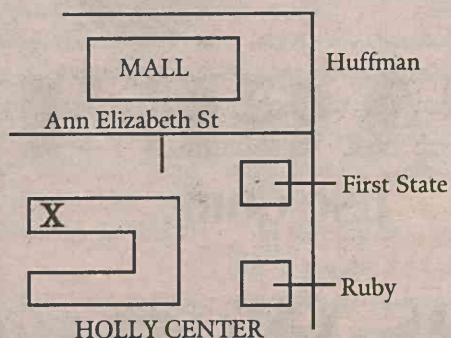 Huffman
MALL
Ann Elizabeth St
First State
X
Ruby
HOLLY CENTER